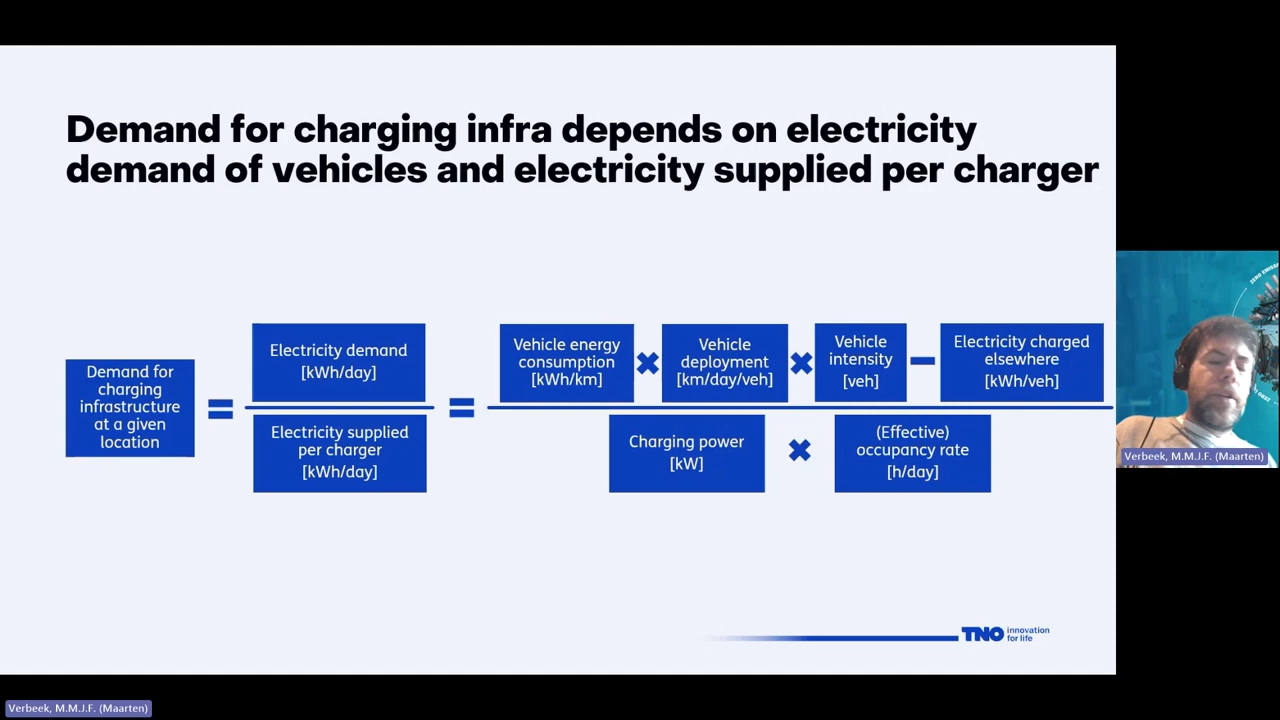 Demand for charging infra depends on electricity
demand of vehicles and electricity supplied per charger
Demand for
charging
infrastructure
at a given
location
=
Electricity demand
[kWh/day]
Electricity supplied
per charger
[kWh/day]
=
Vehicle energy
consumption
[kWh/km]
×
Vehicle
deployment
[km/day/veh]
×
Vehicle
intensity
[veh]
−
Electricity charged
elsewhere
[kWh/veh]
Charging power
[kW]
×
(Effective)
occupancy rate
[h/day]
TNO innovation
for life
Verbeek, M.M.J.F. (Maarten)
Verbeek, M.M.J.F. (Maarten)